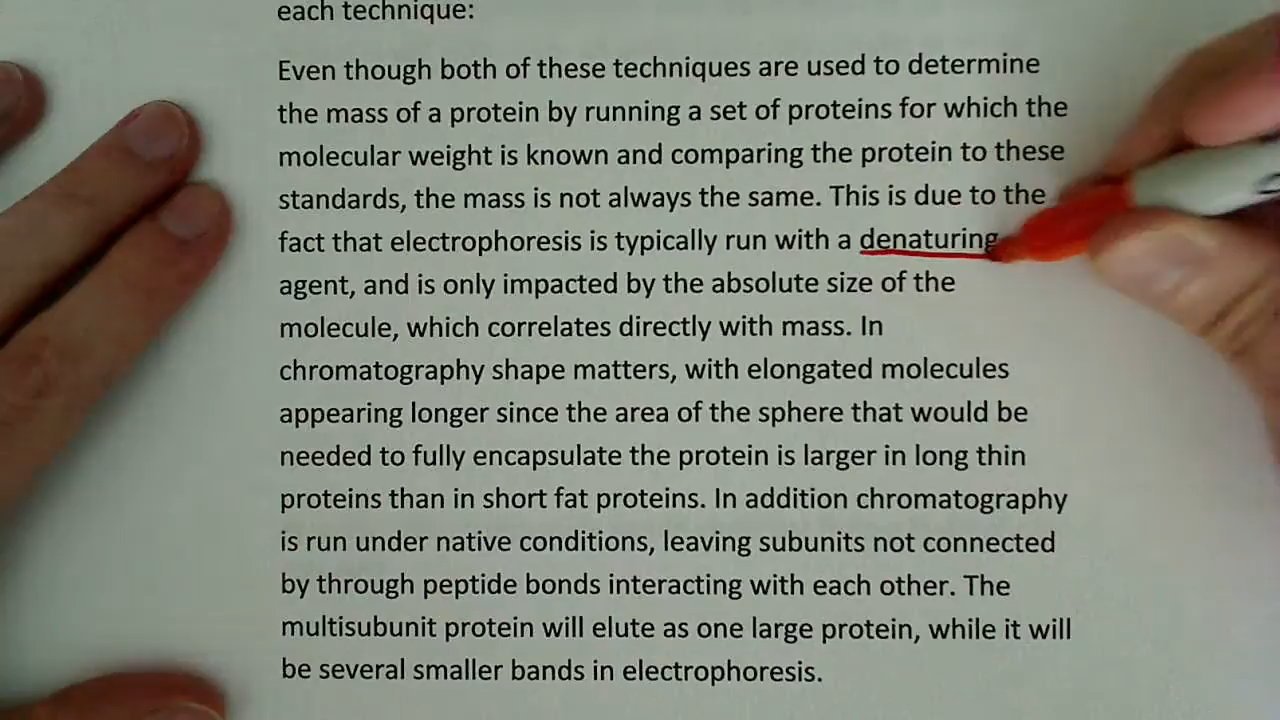 each technique:
Even though both of these techniques are used to determine
the mass of a protein by running a set of proteins for which the
molecular weight is known and comparing the protein to these
standards, the mass is not always the same. This is due to the
fact that electrophoresis is typically run with a denaturing
agent, and is only impacted by the absolute size of the
molecule, which correlates directly with mass. In
chromatography shape matters, with elongated molecules
appearing longer since the area of the sphere that would be
needed to fully encapsulate the protein is larger in long thin
proteins than in short fat proteins. In addition chromatography
is run under native conditions, leaving subunits not connected
by through peptide bonds interacting with each other. The
multisubunit protein will elute as one large protein, while it will
be several smaller bands in electrophoresis.